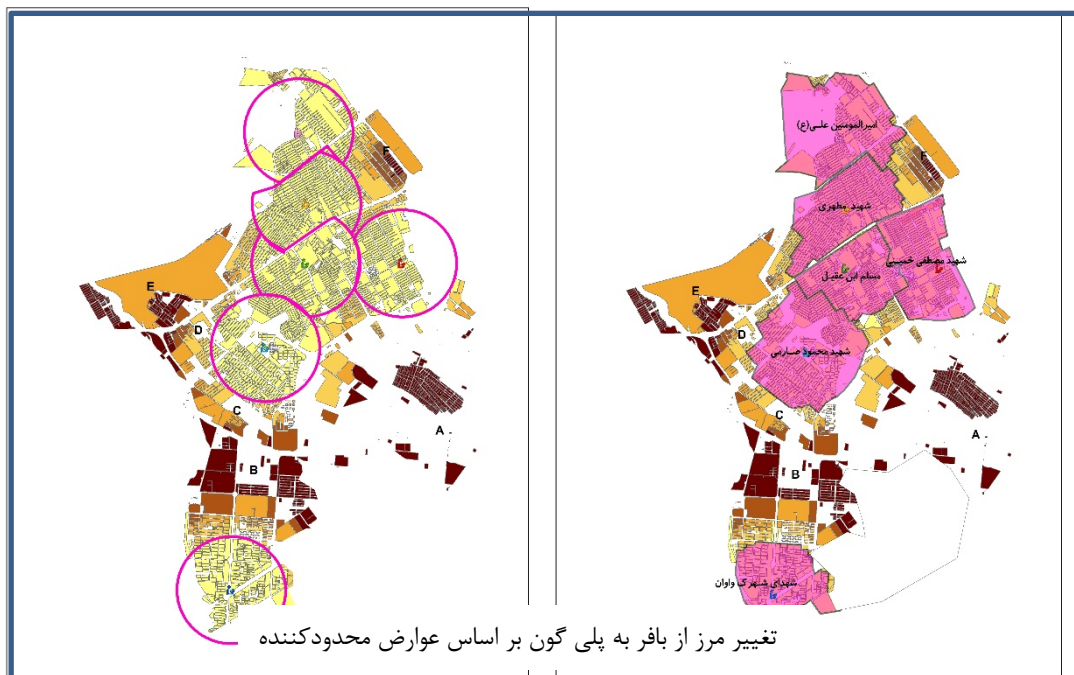 F
E
D
C
A
B
امیرالمومنین علی(ع)
F
شهید مطهری
شهید مصطفی خمینی
مسلم ابن عقیل
E
D
شهید محمود صارمی
C
A
B
شهدای شهرک واوان
تغییر مرز از بافر به پلی گون بر اساس عوارض محدودکننده